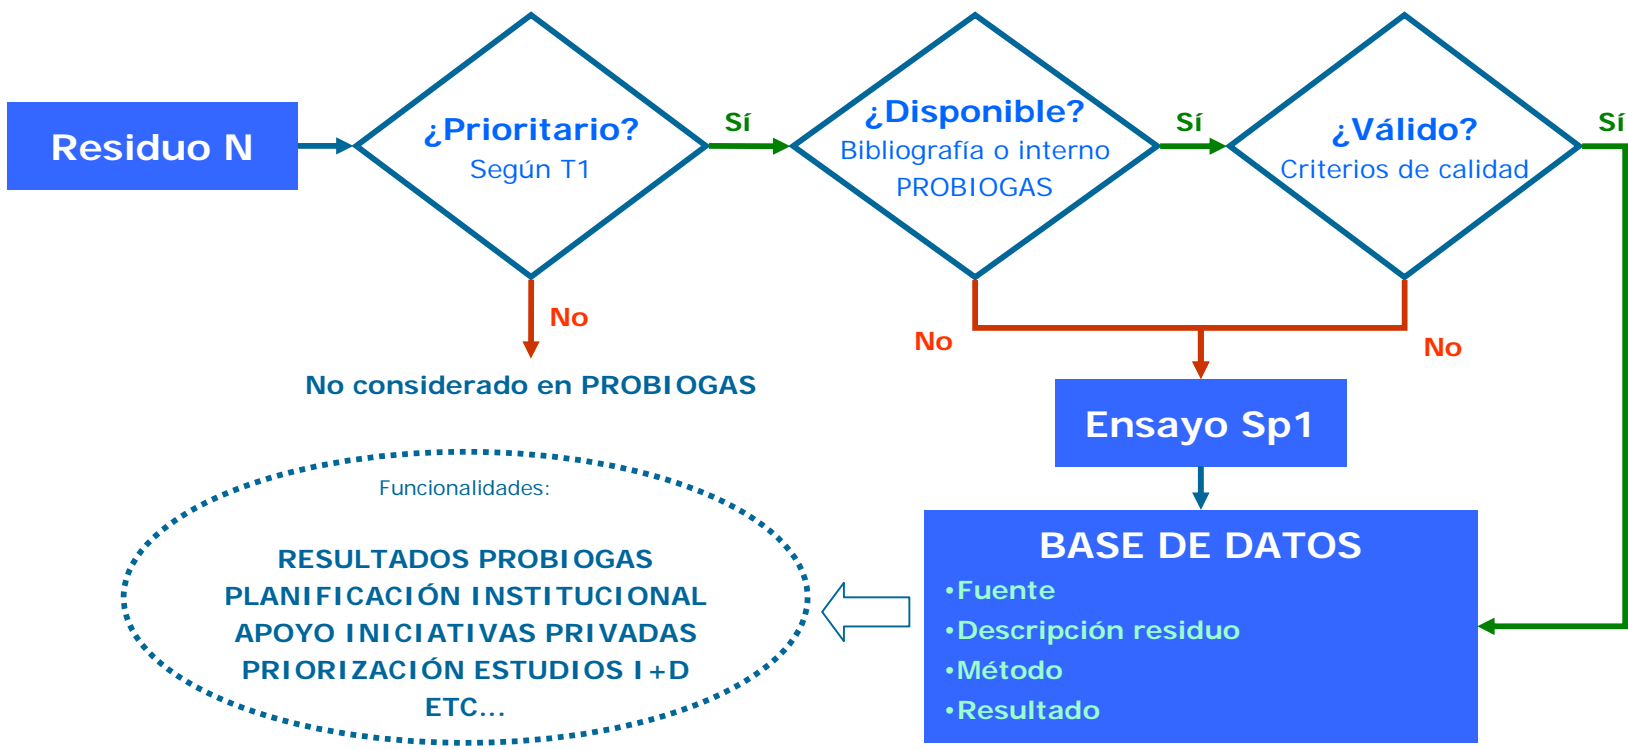 Residuo N
¿Prioritario?
Según T1
Sí
¿Disponible?
Bibliografía o interno
PROBIOGAS
Sí
¿Válido?
Criterios de calidad
Sí
No
No
No
No considerado en PROBIOGAS
Ensayo Sp1
Funcionalidades:
RESULTADOS PROBIOGAS
PLANIFICACIÓN INSTITUCIONAL
APOYO INICIATIVAS PRIVADAS
PRIORIZACIÓN ESTUDIOS I+D
ETC...
BASE DE DATOS
•Fuente
•Descripción residuo
•Método
•Resultado